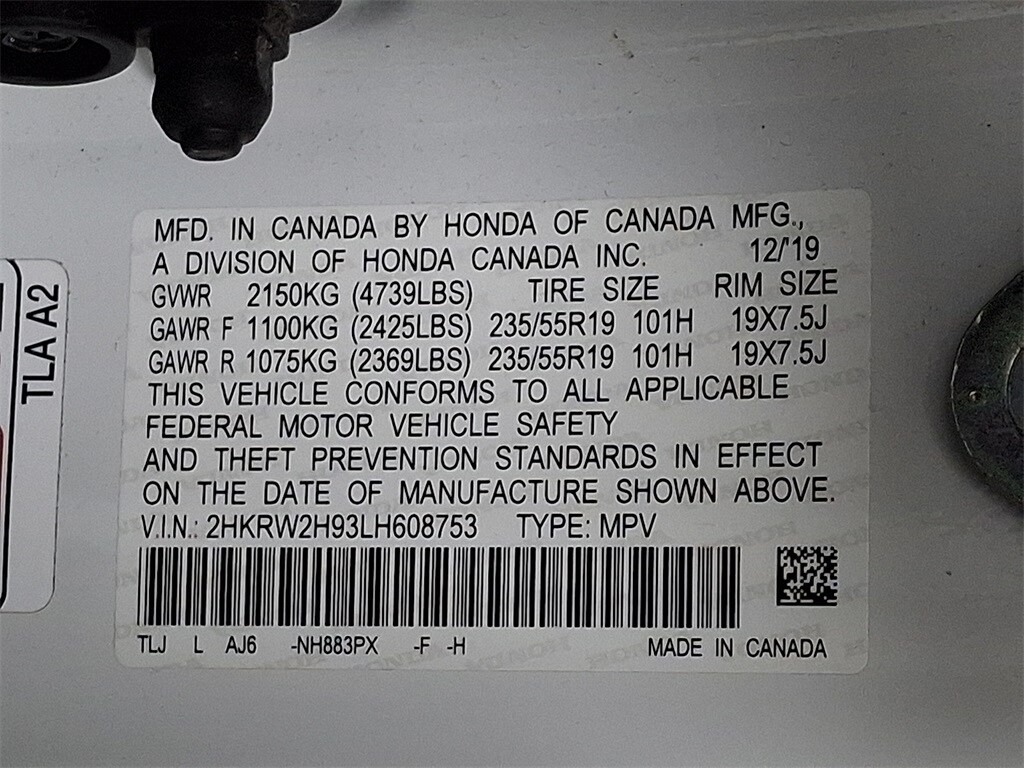 MFD. IN CANADA BY HONDA OF CANADA MFG.,
A DIVISION OF HONDA CANADA INC. 12/'19
GVWR 2150KG (4739LBS) TIRE SIZE RIM SIZE
GAWR F 1100KG (2425LBS) 235/55R19 101H 19X7.5J
GAWR R 1075KG (2369LBS) 235/55R19 101H 19X7.5J
THIS VEHICLE CONFORMS TO ALL APPLICABLE
FEDERAL MOTOR VEHICLE SAFETY
AND THEFT PREVENTION STANDARDS IN EFFECT
ON THE DATE OF MANUFACTURE SHOWN ABOVE.
V.I.N.: 2HKRW2H93LH608753 TYPE: MPV
TLJ L AJ6 -NH883PX -F -H MADE IN CANADA
TLA A2